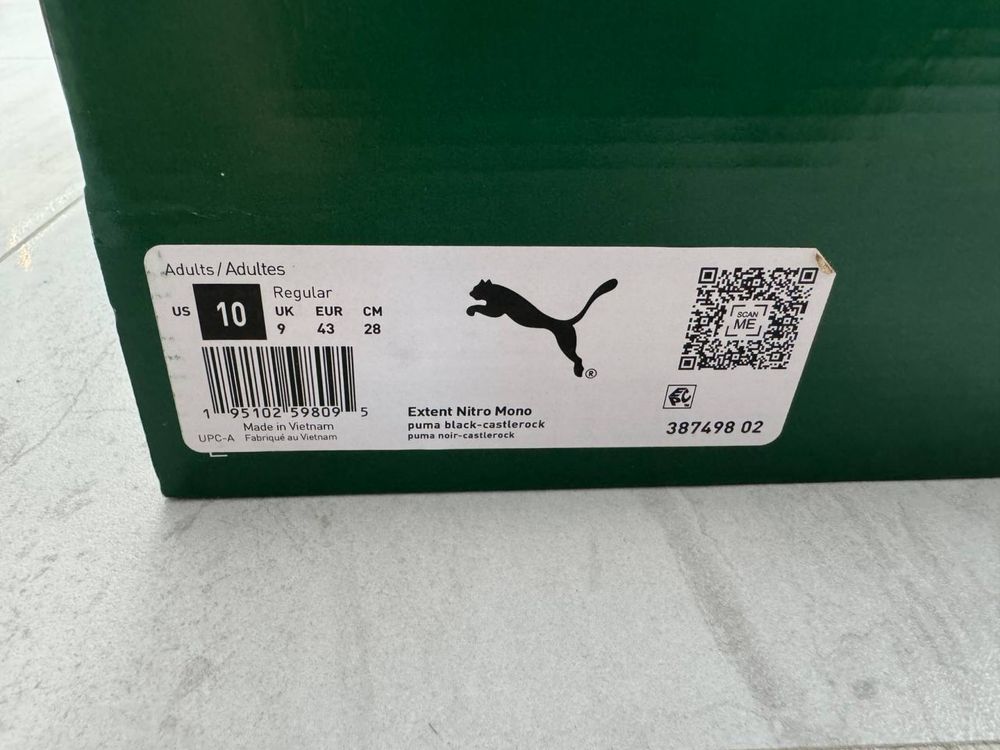 Adults / Adultes
Regular
US 10 UK EUR CM
9 43 28
1 95102 59809 5
Made in Vietnam
UPC-A Fabriqué au Vietnam
®
Extent Nitro Mono
puma black-castlerock
puma noir-castlerock
SCAN
ME
387498 02